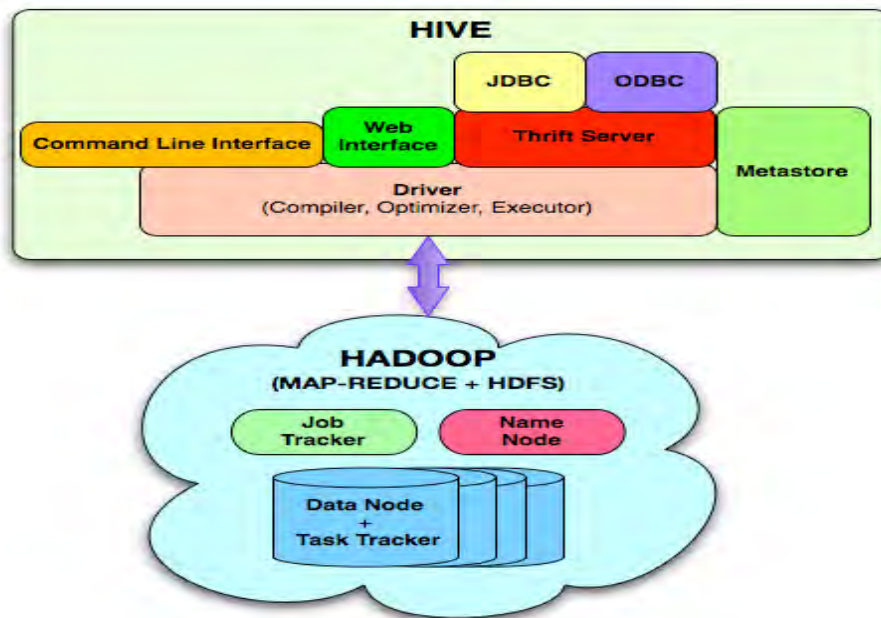 HIVE
JDBC
ODBC
Command Line Interface
Web
Interface
Thrift Server
Metastore
Driver
(Compiler, Optimizer, Executor)
HADOOP
(MAP-REDUCE + HDFS)
Job
Tracker
Name
Node
Data Node
+
Task Tracker